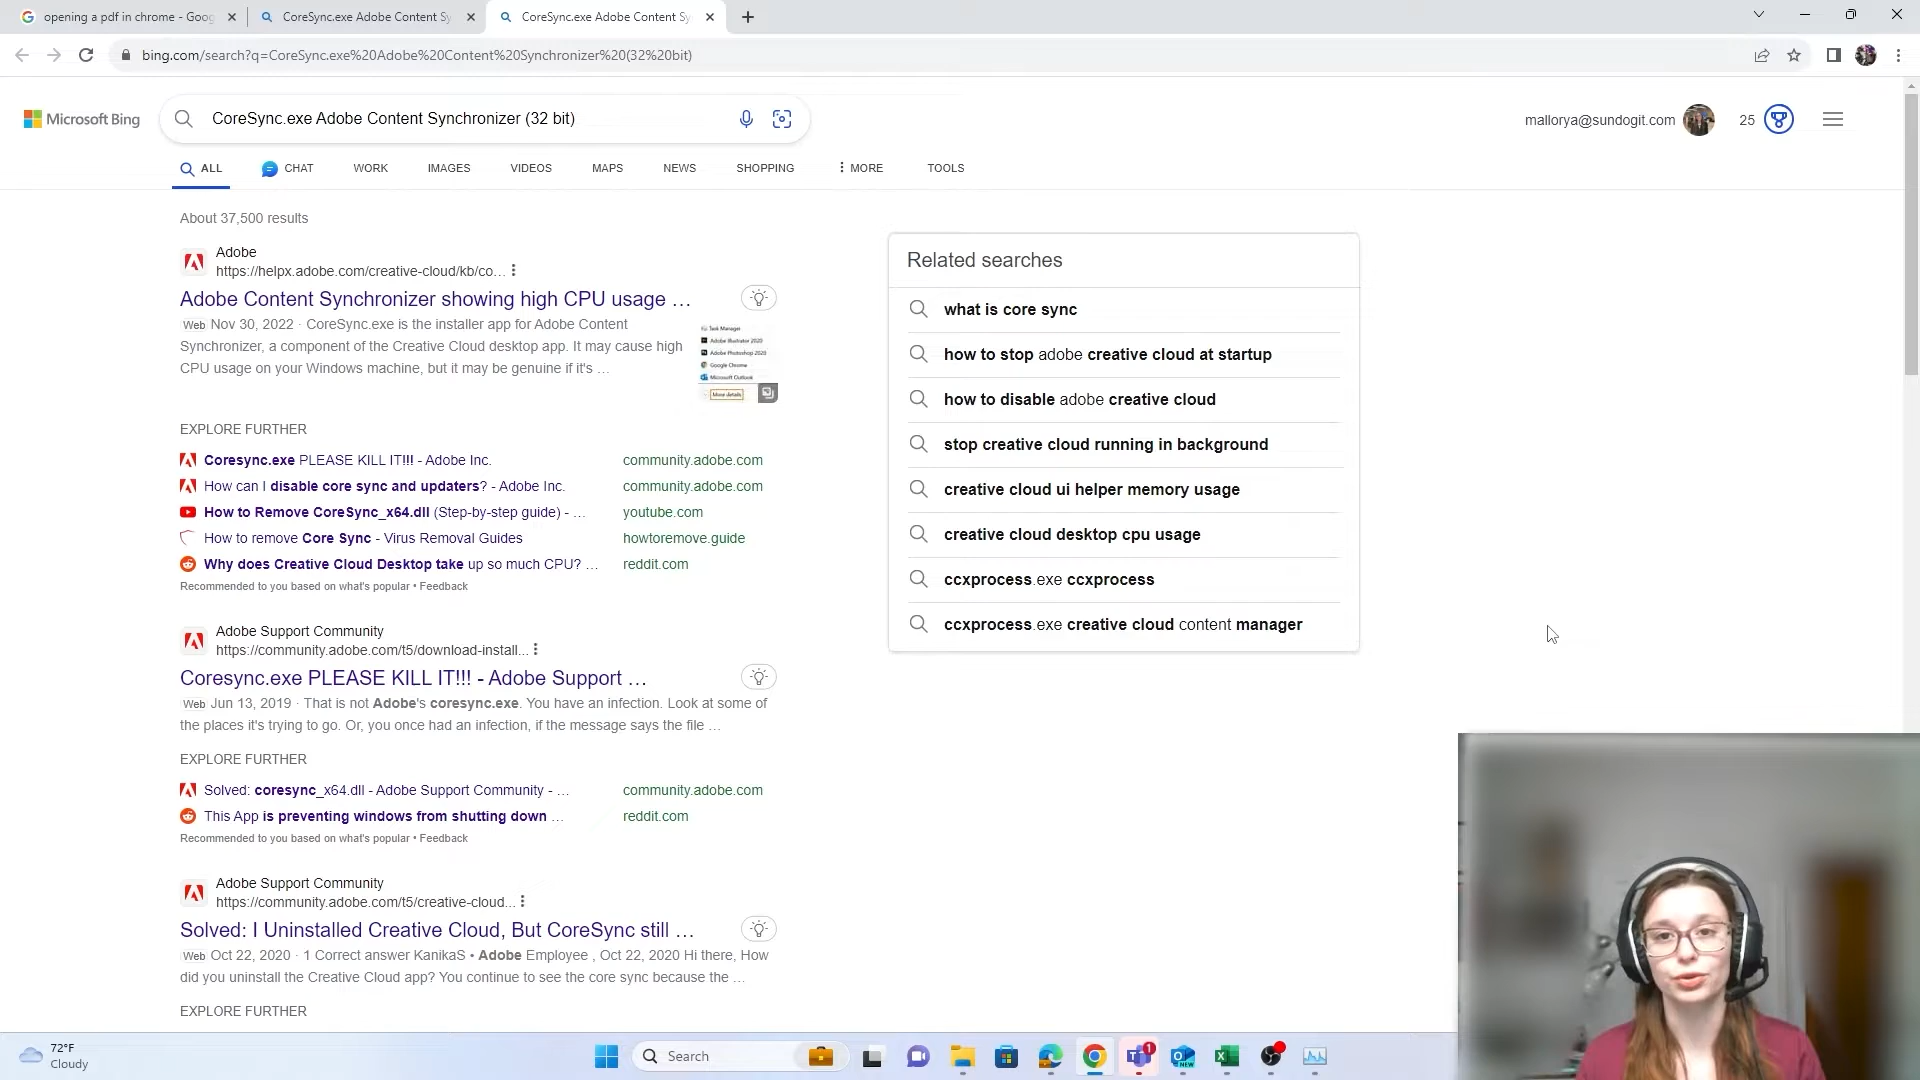 opening a pdf in chrome - Goog
CoreSync.exe Adobe Content Sy
CoreSync.exe Adobe Content Sy
bing.com/search?q=CoreSync.exe%20Adobe%20Content%20Synchronizer%20(32%20bit)
Microsoft Bing
CoreSync.exe Adobe Content Synchronizer (32 bit)
mallorya@sundogit.com
25
ALL
CHAT
WORK
IMAGES
VIDEOS
MAPS
NEWS
SHOPPING
MORE
TOOLS
About 37,500 results
Adobe
https://helpx.adobe.com/creative-cloud/kb/co...
Adobe Content Synchronizer showing high CPU usage ...
Web Nov 30, 2022 · CoreSync.exe is the installer app for Adobe Content
Synchronizer, a component of the Creative Cloud desktop app. It may cause high
CPU usage on your Windows machine, but it may be genuine if it's ...
Task Manager
Adobe Illustrator 2020
Adobe Photoshop 2020
Google Chrome
Microsoft Outlook
More details
EXPLORE FURTHER
Coresync.exe PLEASE KILL IT!!! - Adobe Inc.
community.adobe.com
How can I disable core sync and updaters? - Adobe Inc.
community.adobe.com
How to Remove CoreSync_x64.dll (Step-by-step guide) - ...
youtube.com
How to remove Core Sync - Virus Removal Guides
howtoremove.guide
Why does Creative Cloud Desktop take up so much CPU? ...
reddit.com
Recommended to you based on what's popular • Feedback
Adobe Support Community
https://community.adobe.com/t5/download-install...
Coresync.exe PLEASE KILL IT!!! - Adobe Support ...
Web Jun 13, 2019 · That is not Adobe's coresync.exe. You have an infection. Look at some of
the places it's trying to go. Or, you once had an infection, if the message says the file ...
EXPLORE FURTHER
Solved: coresync_x64.dll - Adobe Support Community - ...
community.adobe.com
This App is preventing windows from shutting down ...
reddit.com
Recommended to you based on what's popular • Feedback
Adobe Support Community
https://community.adobe.com/t5/creative-cloud...
Solved: I Uninstalled Creative Cloud, But CoreSync still ...
Web Oct 22, 2020 · 1 Correct answer KanikaS • Adobe Employee , Oct 22, 2020 Hi there, How
did you uninstall the Creative Cloud app? You continue to see the core sync because the ...
EXPLORE FURTHER
Related searches
what is core sync
how to stop adobe creative cloud at startup
how to disable adobe creative cloud
stop creative cloud running in background
creative cloud ui helper memory usage
creative cloud desktop cpu usage
ccxprocess.exe ccxprocess
ccxprocess.exe creative cloud content manager
72°F
Cloudy
Search
1
NEW